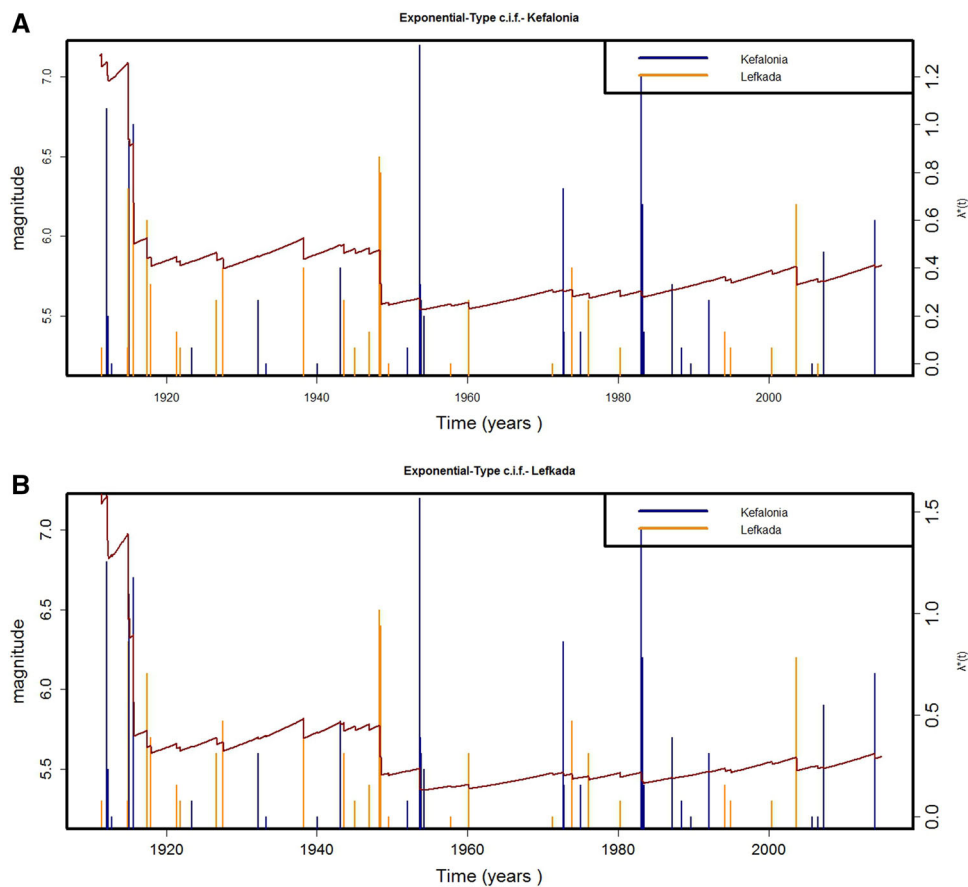 A
Exponential-Type c.i.f.- Kefalonia
Kefalonia
Lefkada
magnitude
7.0
6.5
6.0
5.5
1.2
1.0
0.8
0.6
0.4
0.2
0.0
λ*(t)
1920
1940
1960
1980
2000
Time (years )
B
Exponential-Type c.i.f.- Lefkada
Kefalonia
Lefkada
magnitude
7.0
6.5
6.0
5.5
1.5
1.0
0.5
0.0
λ*(t)
1920
1940
1960
1980
2000
Time (years )